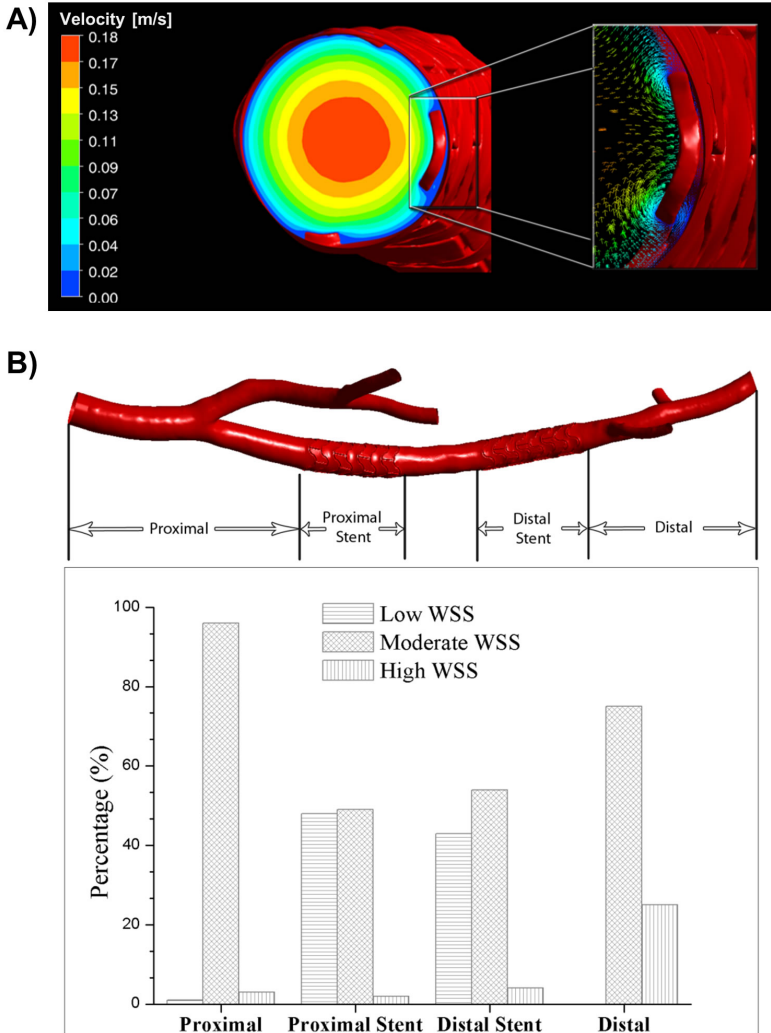 A)
Velocity [m/s]
0.18
0.17
0.15
0.13
0.11
0.09
0.07
0.06
0.04
0.02
0.00
B)
Proximal
Proximal
Stent
Distal
Stent
Distal
Low WSS
Moderate WSS
High WSS
Percentage (%)
100
80
60
40
20
0
Proximal Proximal Stent Distal Stent Distal